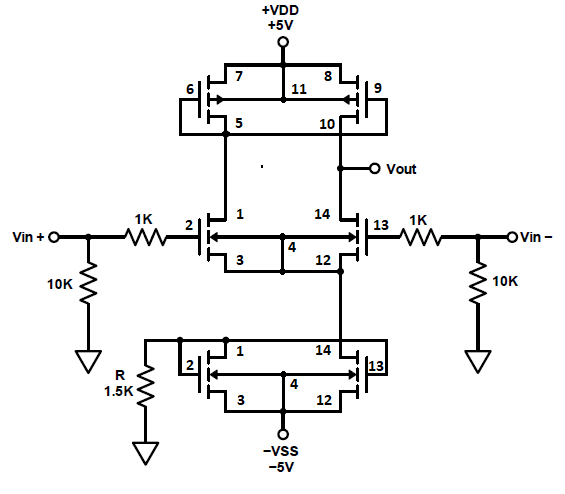 +VDD
+5V
7 8
6 11 9
5 10
Vout
1K 2 1 14 13 1K
Vin + 4 Vin −
3 12
10K 10K
1 14
2 13
R
1.5K 4
3 12
−VSS
−5V